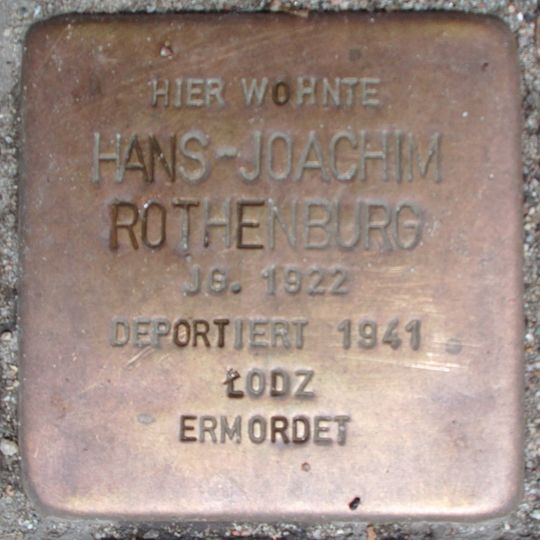 HIER WOHNTE
HANS-JOACHIM
ROTHENBURG
JG. 1922
DEPORTIERT 1941
ŁODZ
ERMORDET